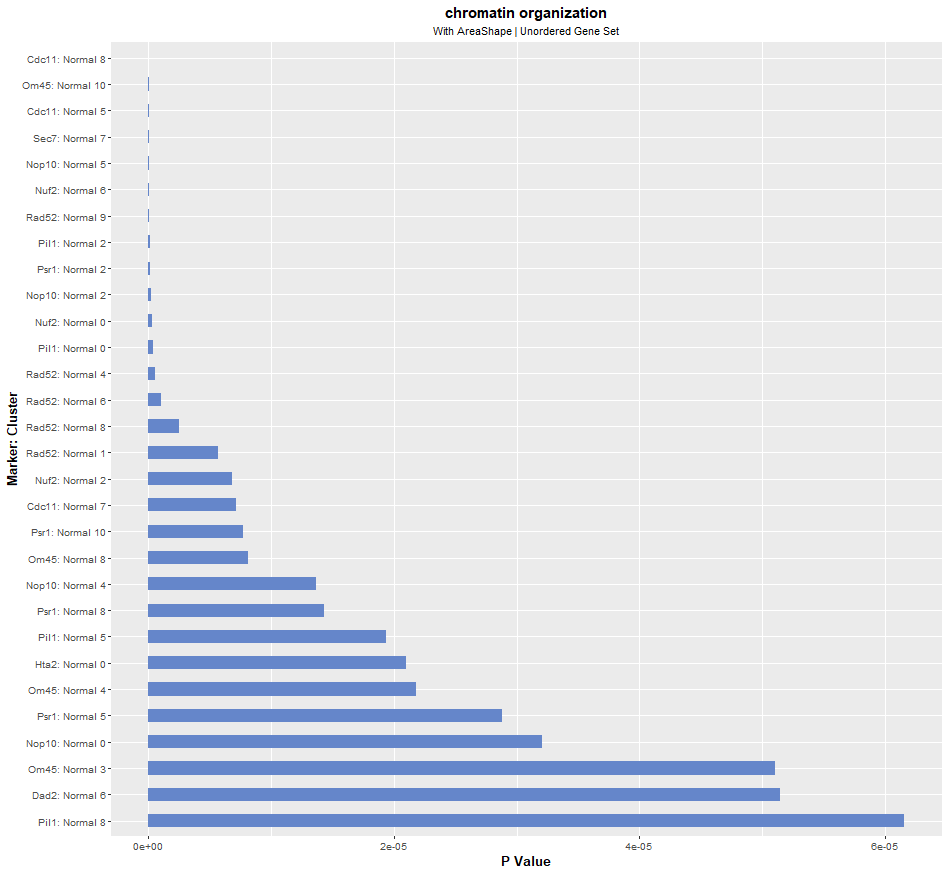 chromatin organization
With AreaShape | Unordered Gene Set
Marker: Cluster
Cdc11: Normal 8
Om45: Normal 10
Cdc11: Normal 5
Sec7: Normal 7
Nop10: Normal 5
Nuf2: Normal 6
Rad52: Normal 9
Pil1: Normal 2
Psr1: Normal 2
Nop10: Normal 2
Nuf2: Normal 0
Pil1: Normal 0
Rad52: Normal 4
Rad52: Normal 6
Rad52: Normal 8
Rad52: Normal 1
Nuf2: Normal 2
Cdc11: Normal 7
Psr1: Normal 10
Om45: Normal 8
Nop10: Normal 4
Psr1: Normal 8
Pil1: Normal 5
Hta2: Normal 0
Om45: Normal 4
Psr1: Normal 5
Nop10: Normal 0
Om45: Normal 3
Dad2: Normal 6
Pil1: Normal 8
0e+00 2e-05 4e-05 6e-05
P Value